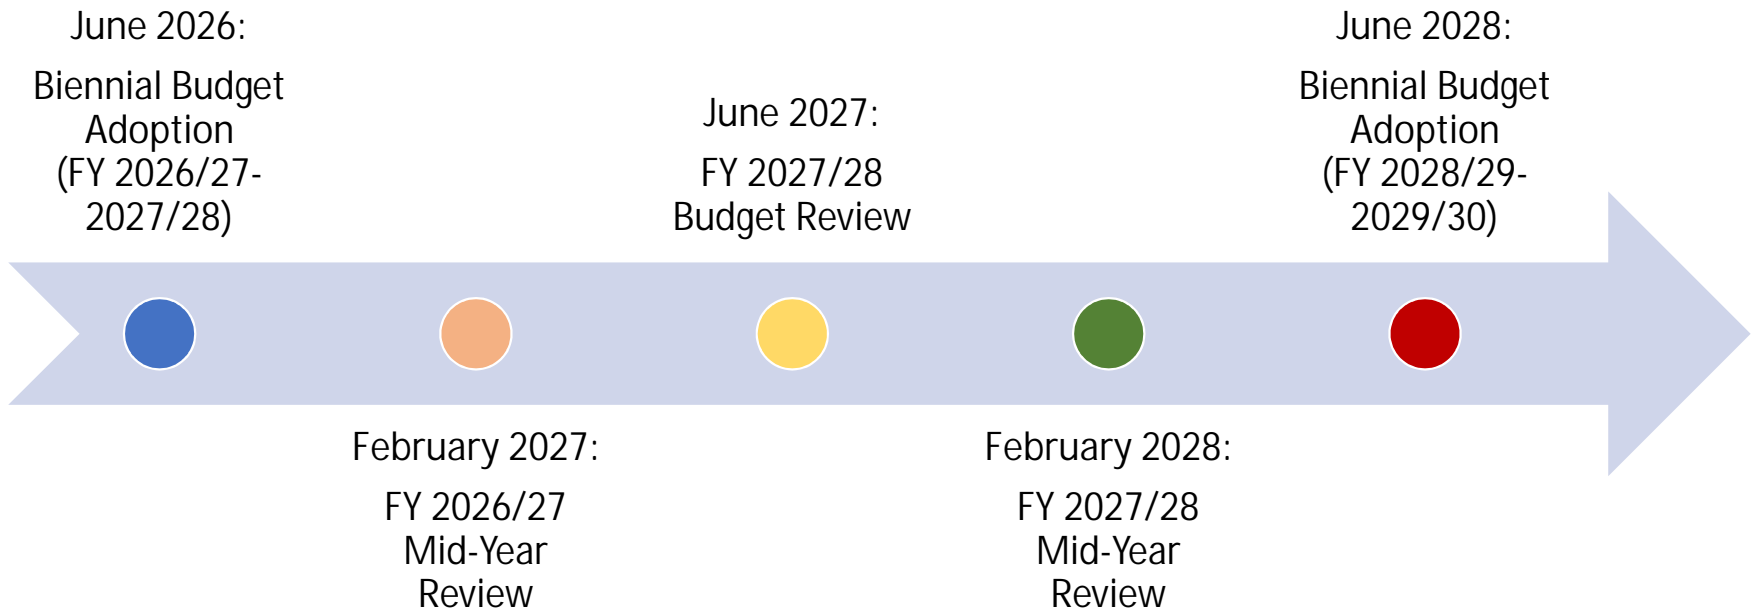 June 2026:
Biennial Budget
Adoption
(FY 2026/27-
2027/28)
February 2027:
FY 2026/27
Mid-Year
Review
June 2027:
FY 2027/28
Budget Review
February 2028:
FY 2027/28
Mid-Year
Review
June 2028:
Biennial Budget
Adoption
(FY 2028/29-
2029/30)